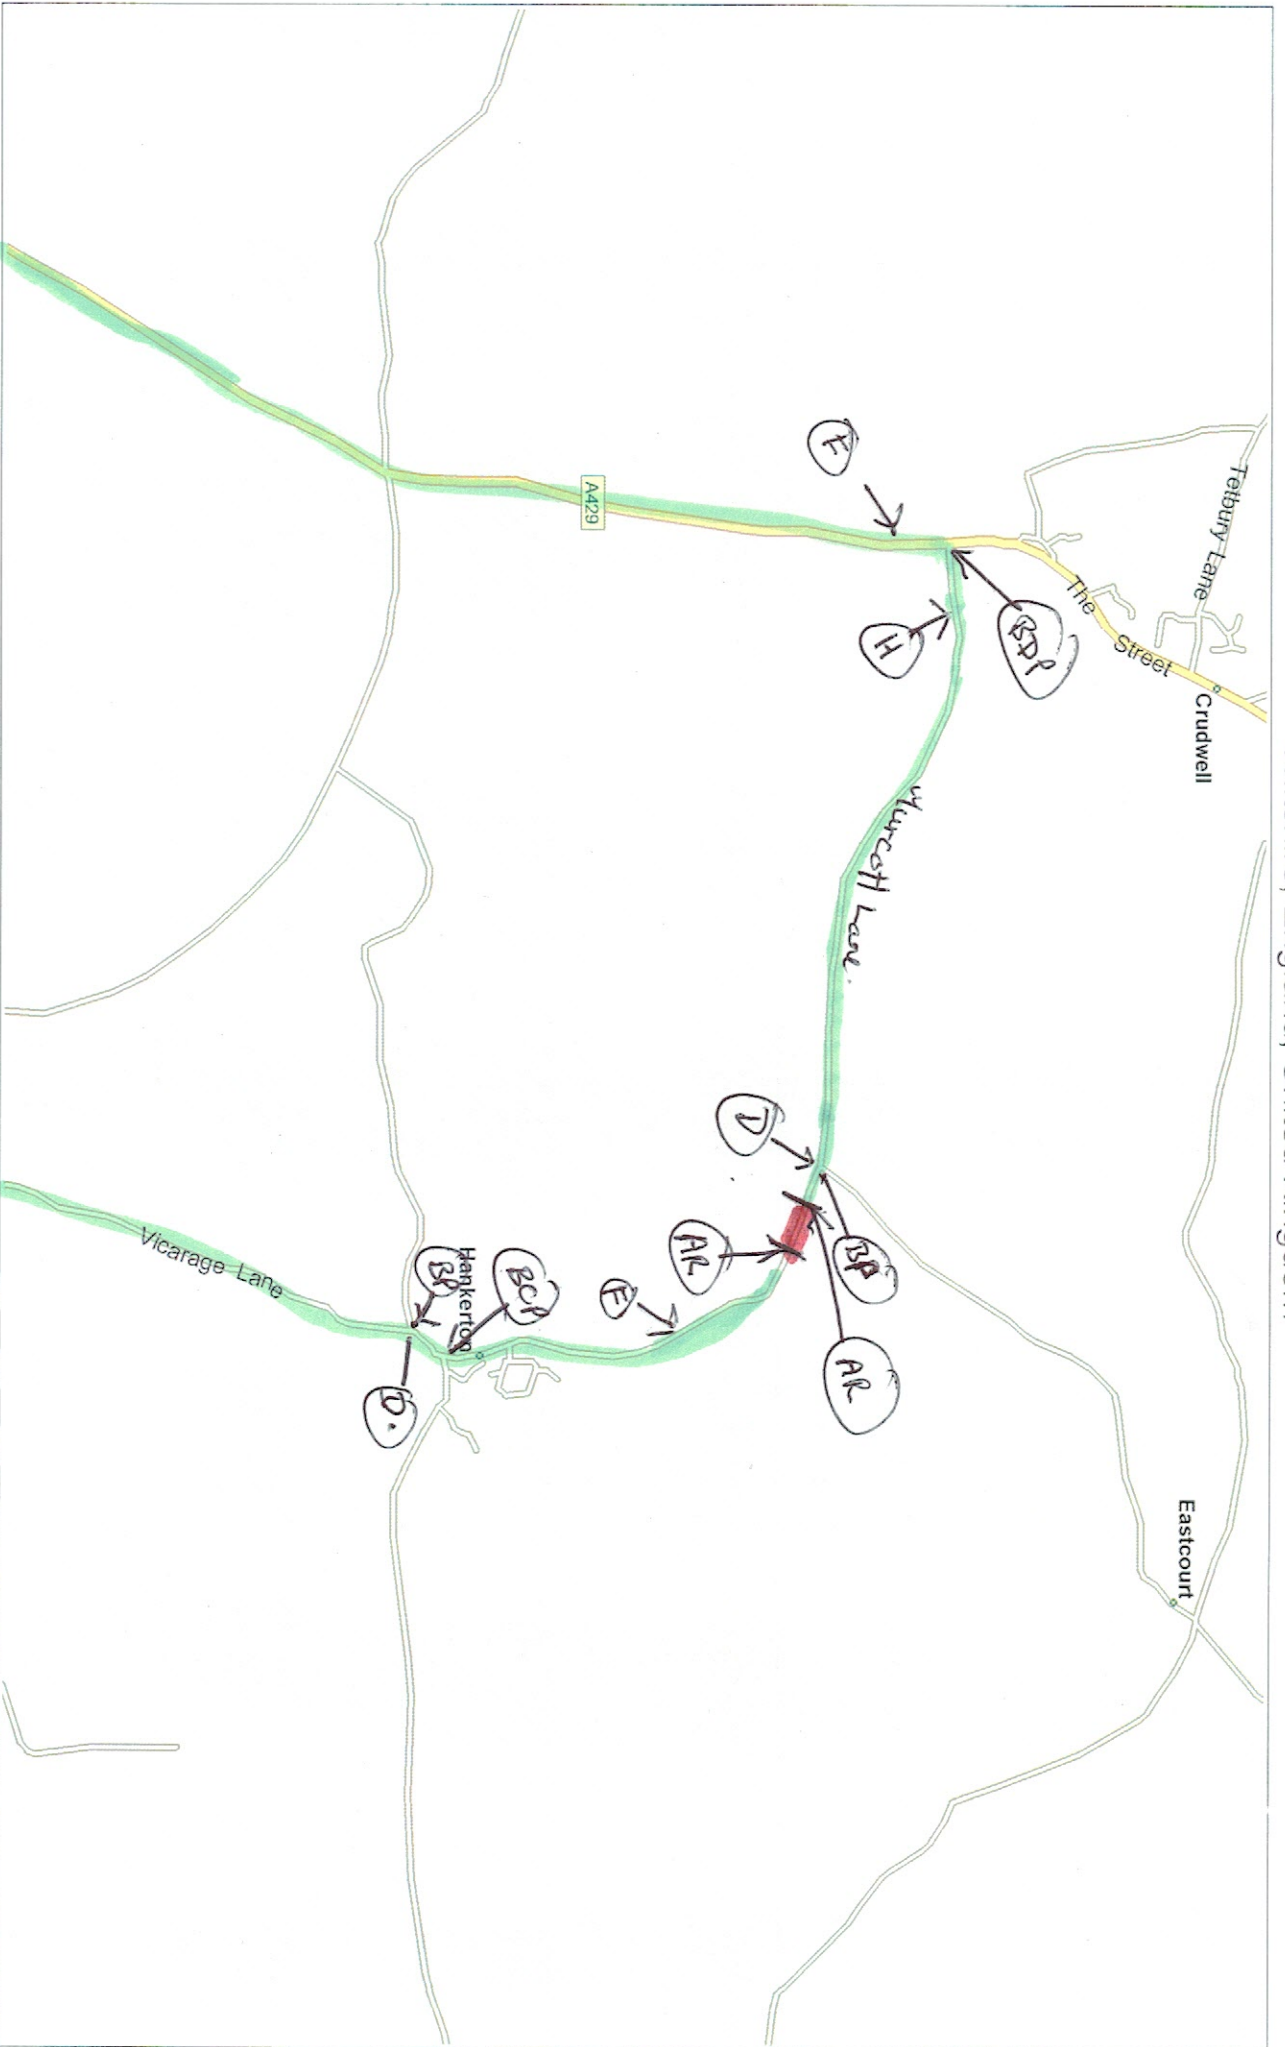 Tetbury Lane
The Street
Crudwell
A429
F
BDP
H
Murcott Lane.
D
BP
AR
AR
F
Eastcourt
Hankerton
BP
BCP
D.
Vicarage Lane